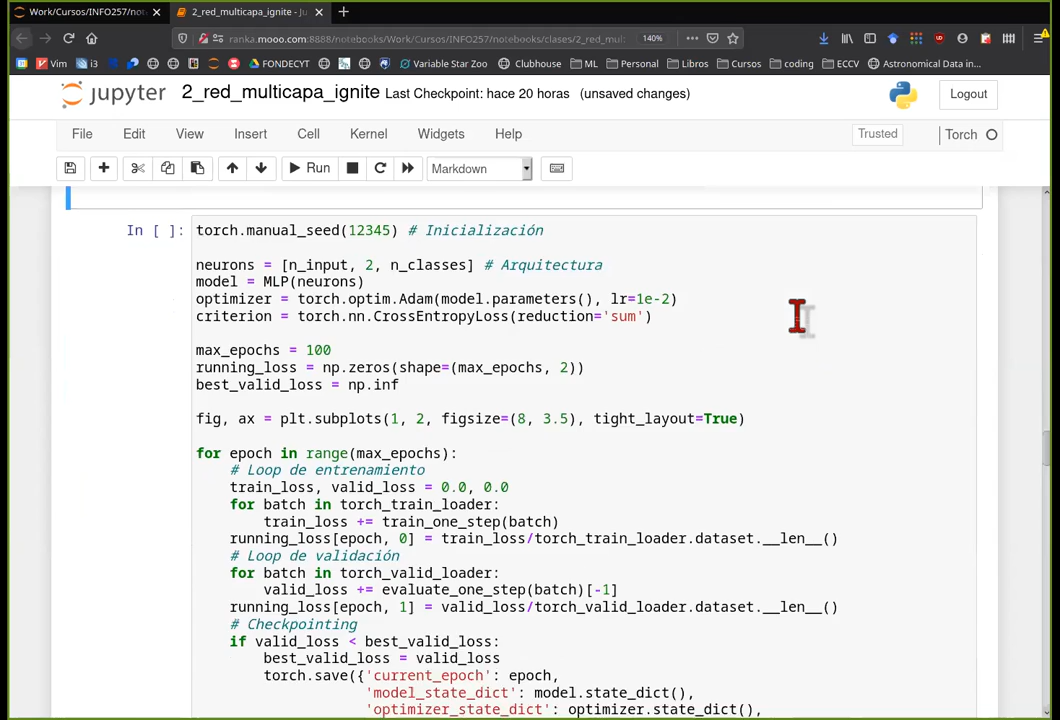 Work/Cursos/INFO257/not
2_red_multicapa_ignite - Ju
ranka.mooo.com:8888/notebooks/Work/Cursos/INFO257/notebooks/clases/2_red_mult
140%
Vim
i3
FONDECYT
Variable Star Zoo
Clubhouse
ML
Personal
Libros
Cursos
coding
ECCV
Astronomical Data in...
jupyter
2_red_multicapa_ignite Last Checkpoint: hace 20 horas (unsaved changes)
Logout
File
Edit
View
Insert
Cell
Kernel
Widgets
Help
Trusted
Torch
Run
Markdown
In [ ]:
torch.manual_seed(12345) # Inicialización
neurons = [n_input, 2, n_classes] # Arquitectura
model = MLP(neurons)
optimizer = torch.optim.Adam(model.parameters(), lr=1e-2)
criterion = torch.nn.CrossEntropyLoss(reduction='sum')
max_epochs = 100
running_loss = np.zeros(shape=(max_epochs, 2))
best_valid_loss = np.inf
fig, ax = plt.subplots(1, 2, figsize=(8, 3.5), tight_layout=True)
for epoch in range(max_epochs):
# Loop de entrenamiento
train_loss, valid_loss = 0.0, 0.0
for batch in torch_train_loader:
train_loss += train_one_step(batch)
running_loss[epoch, 0] = train_loss/torch_train_loader.dataset.__len__()
# Loop de validación
for batch in torch_valid_loader:
valid_loss += evaluate_one_step(batch)[-1]
running_loss[epoch, 1] = valid_loss/torch_valid_loader.dataset.__len__()
# Checkpointing
if valid_loss < best_valid_loss:
best_valid_loss = valid_loss
torch.save({'current_epoch': epoch,
'model_state_dict': model.state_dict(),
'optimizer_state_dict': optimizer.state_dict(),